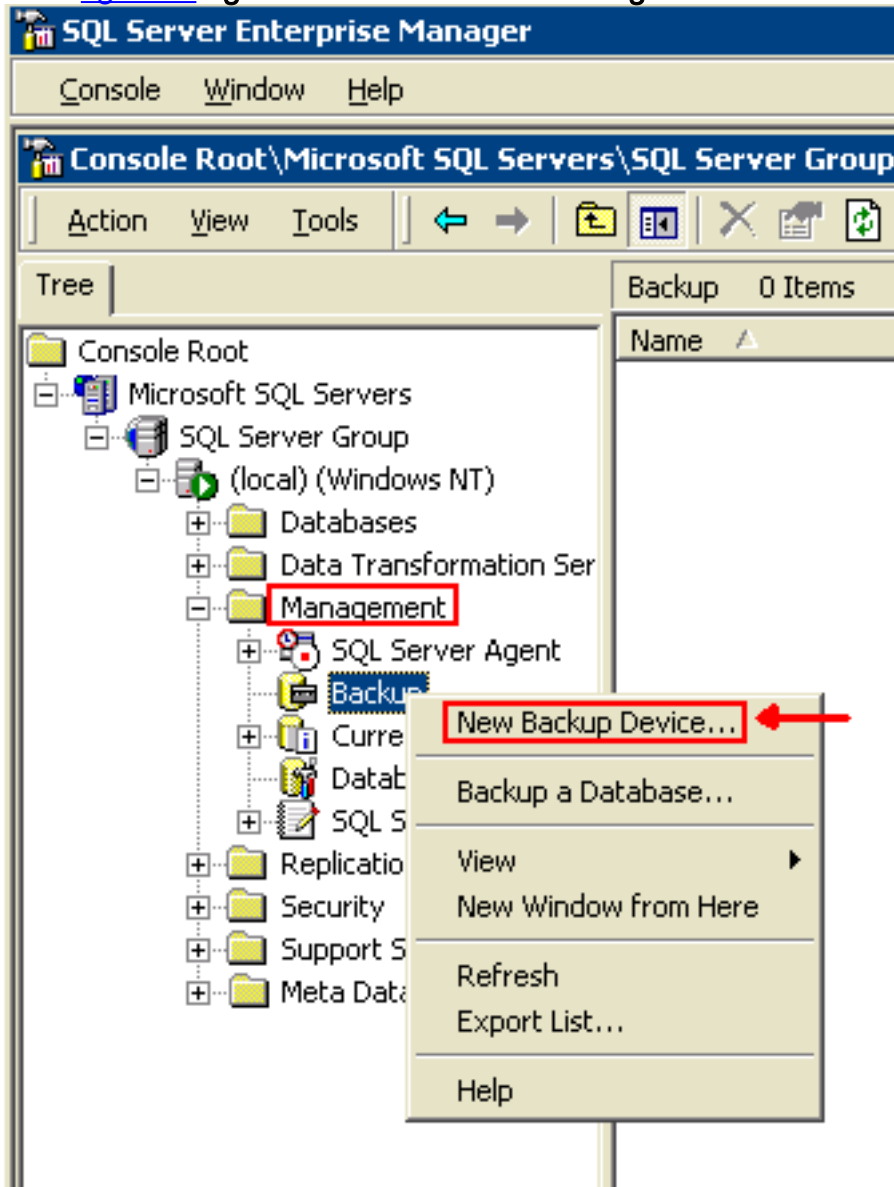 SQL Server Enterprise Manager
Console Window Help
Console Root\Microsoft SQL Servers\SQL Server Group
Action View Tools
Tree
Backup 0 Items
Name
Console Root
Microsoft SQL Servers
SQL Server Group
(local) (Windows NT)
Databases
Data Transformation Ser
Management
SQL Server Agent
Backup
Curre
Datab
SQL S
Replicatio
Security
Support S
Meta Data
New Backup Device...
Backup a Database...
View
New Window from Here
Refresh
Export List...
Help